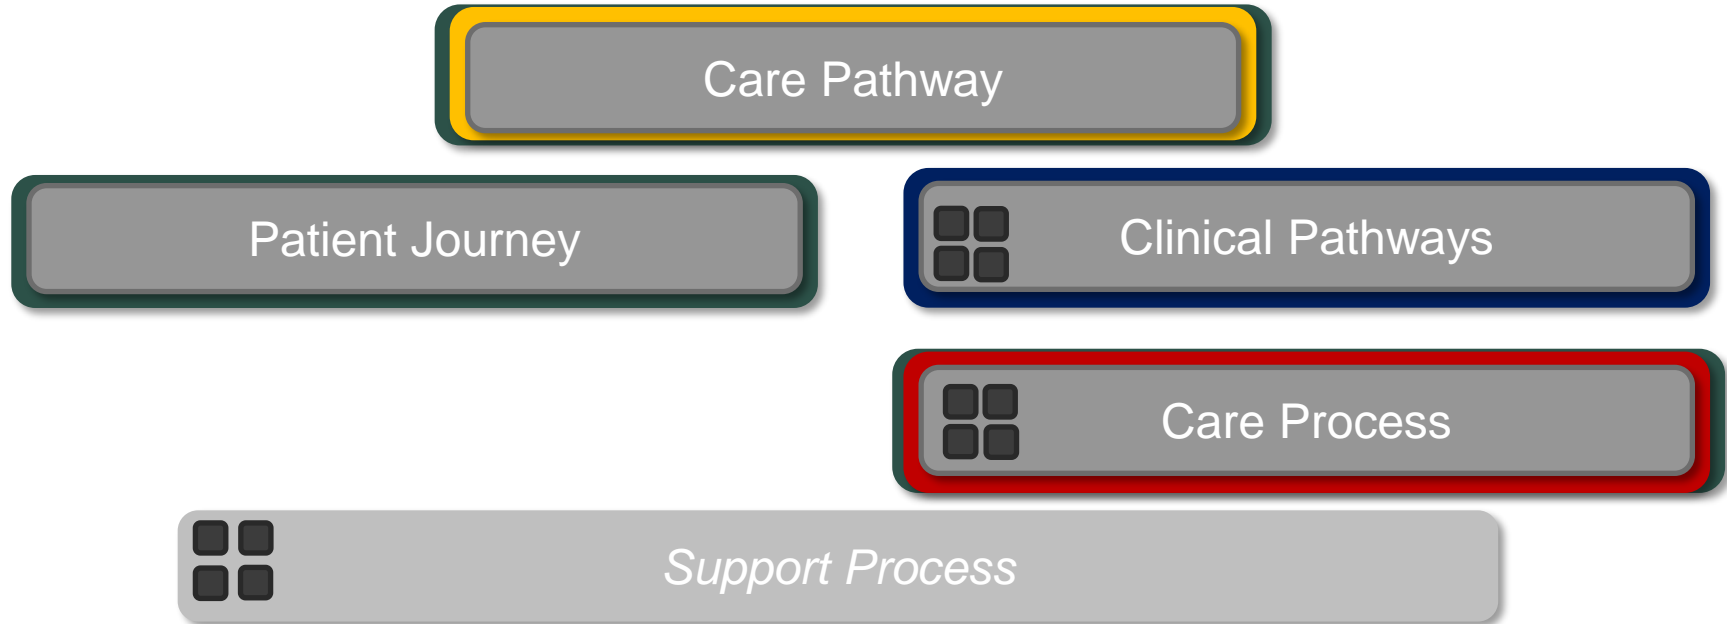 Care Pathway
Patient Journey
Clinical Pathways
Care Process
Support Process